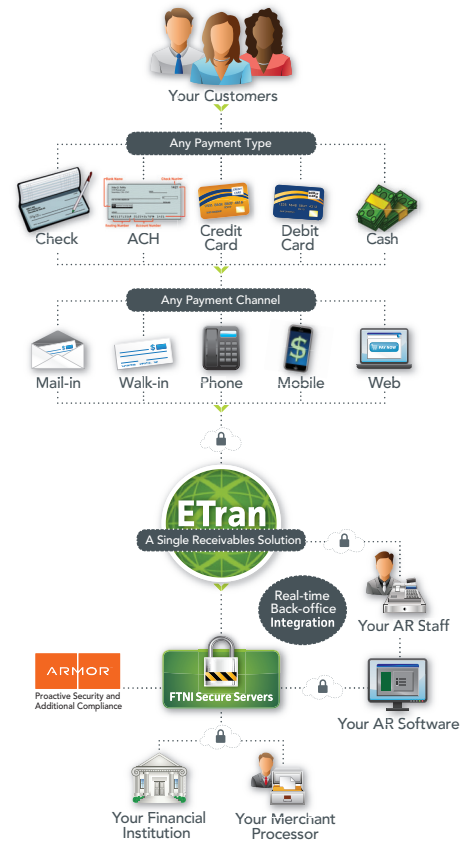 Your Customers
Any Payment Type
Check
ACH
Credit
Card
Debit
Card
Cash
Any Payment Channel
PAY NOW
Mail-in
Walk-in
Phone
Mobile
Web
ETran
A Single Receivables Solution
Real-time
Back-office
Integration
Your AR Staff
ARMOR
Proactive Security and
Additional Compliance
FTNI Secure Servers
Your AR Software
Your Financial
Institution
Your Merchant
Processor